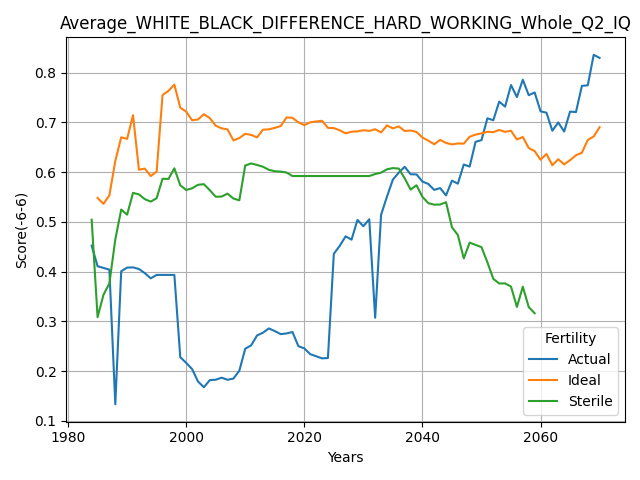 Average_WHITE_BLACK_DIFFERENCE_HARD_WORKING_Whole_Q2_IQ
Score(-6-6)
0.8
0.7
0.6
0.5
0.4
0.3
0.2
0.1
1980 2000 2020 2040 2060
Years
Fertility
Actual
Ideal
Sterile